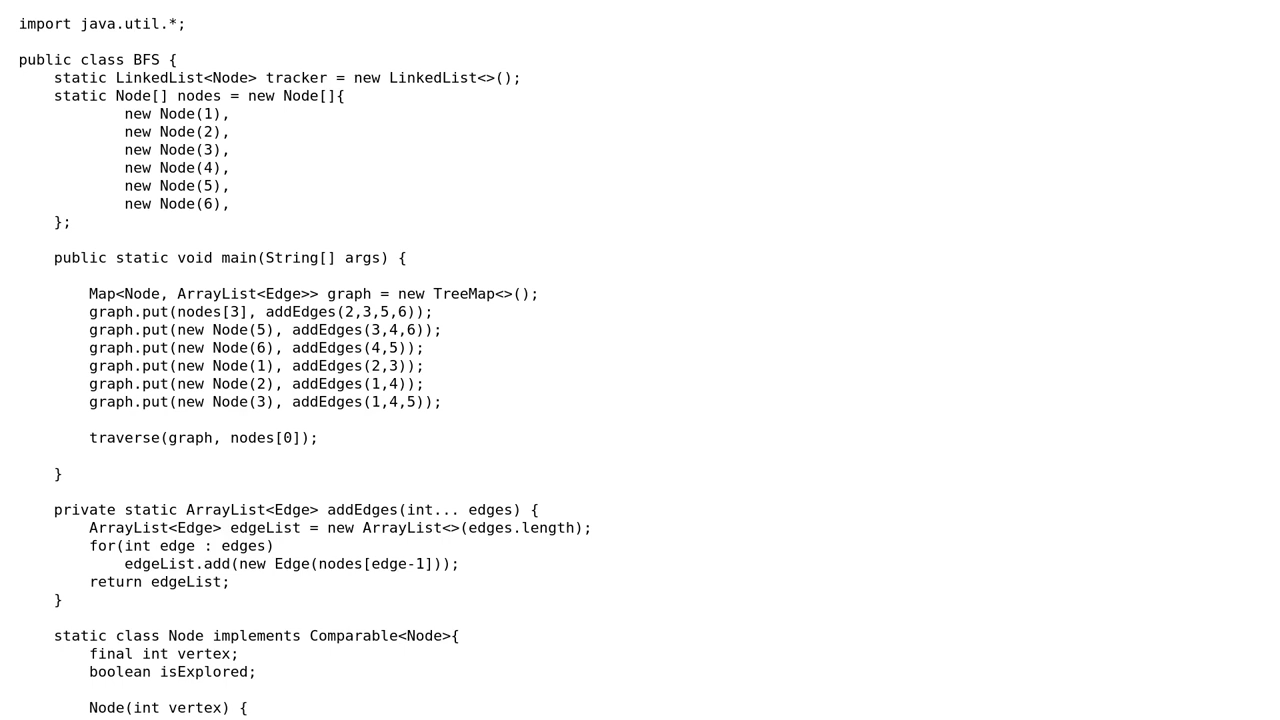 import java.util.*;

public class BFS {
    static LinkedList<Node> tracker = new LinkedList<>();
    static Node[] nodes = new Node[]{
            new Node(1),
            new Node(2),
            new Node(3),
            new Node(4),
            new Node(5),
            new Node(6),
    };

    public static void main(String[] args) {

        Map<Node, ArrayList<Edge>> graph = new TreeMap<>();
        graph.put(nodes[3], addEdges(2,3,5,6));
        graph.put(new Node(5), addEdges(3,4,6));
        graph.put(new Node(6), addEdges(4,5));
        graph.put(new Node(1), addEdges(2,3));
        graph.put(new Node(2), addEdges(1,4));
        graph.put(new Node(3), addEdges(1,4,5));

        traverse(graph, nodes[0]);

    }

    private static ArrayList<Edge> addEdges(int... edges) {
        ArrayList<Edge> edgeList = new ArrayList<>(edges.length);
        for(int edge : edges)
            edgeList.add(new Edge(nodes[edge-1]));
        return edgeList;
    }

    static class Node implements Comparable<Node>{
        final int vertex;
        boolean isExplored;

        Node(int vertex) {